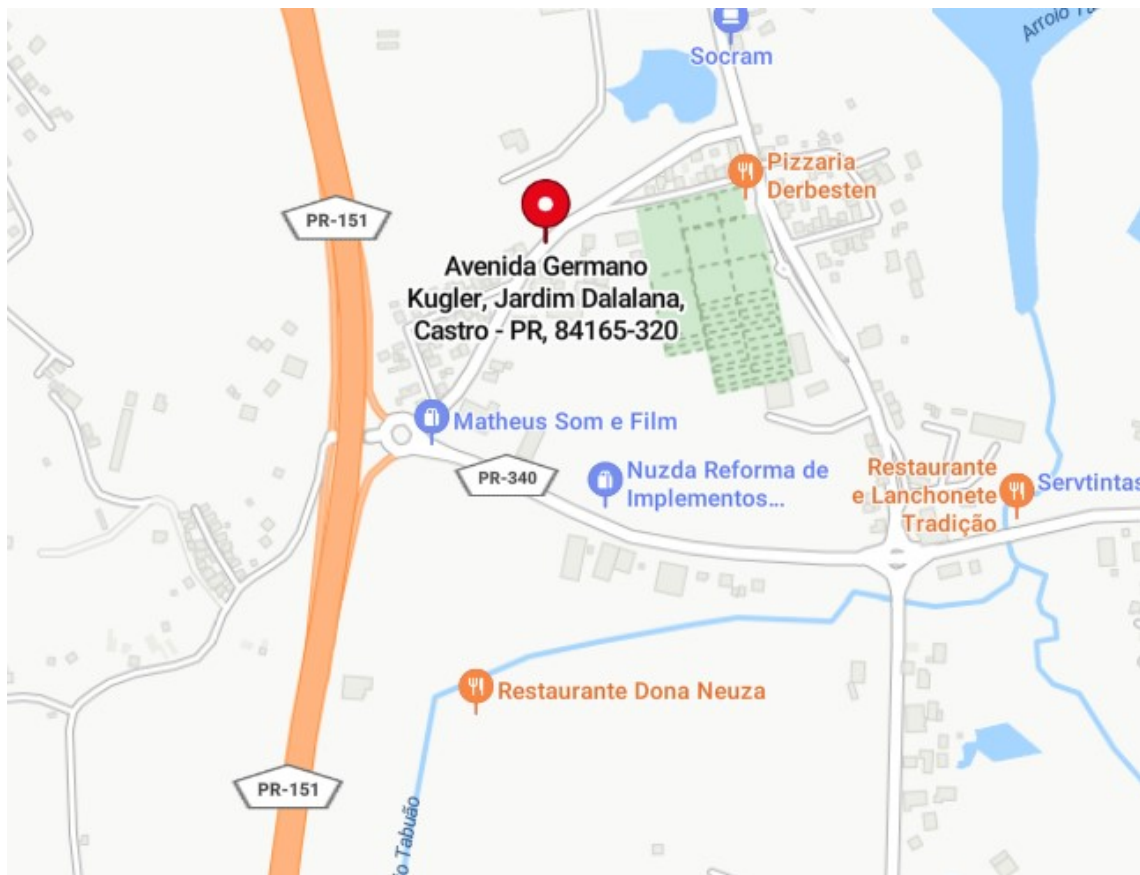 Arroio
Socram
Pizzaria
Derbesten
PR-151
Avenida Germano
Kugler, Jardim Dalalana,
Castro - PR, 84165-320
Matheus Som e Film
PR-340
Nuzda Reforma de
Implementos...
Restaurante
e Lanchonete
Tradição
Servtintas
Restaurante Dona Neuza
PR-151
Tabuão